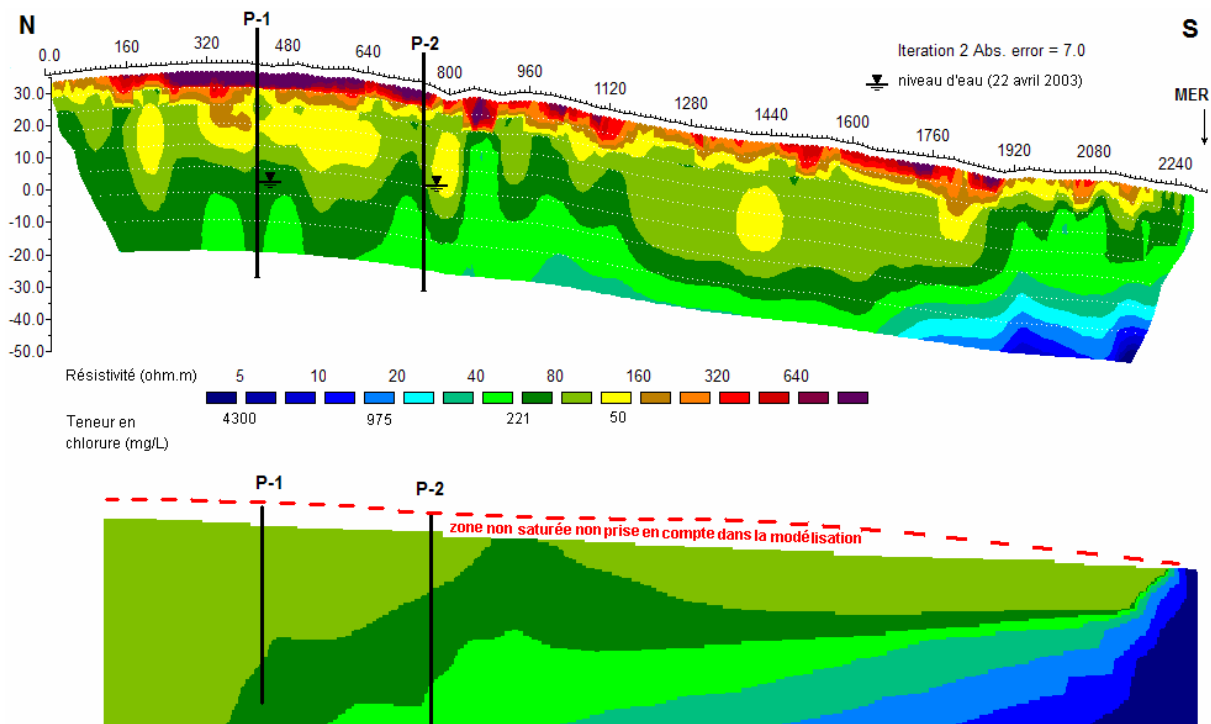 N
P-1
P-2
S
0.0 160 320 480 640 800 960 1120 1280 1440 1600 1760 1920 2080 2240
Iteration 2 Abs. error = 7.0
niveau d'eau (22 avril 2003)
MER
30.0
20.0
10.0
0.0
-10.0
-20.0
-30.0
-40.0
-50.0
Résistivité (ohm.m) 5 10 20 40 80 160 320 640
Teneur en 4300 975 221 50
chlorure (mg/L)
P-1
P-2
zone non saturée non prise en compte dans la modélisation